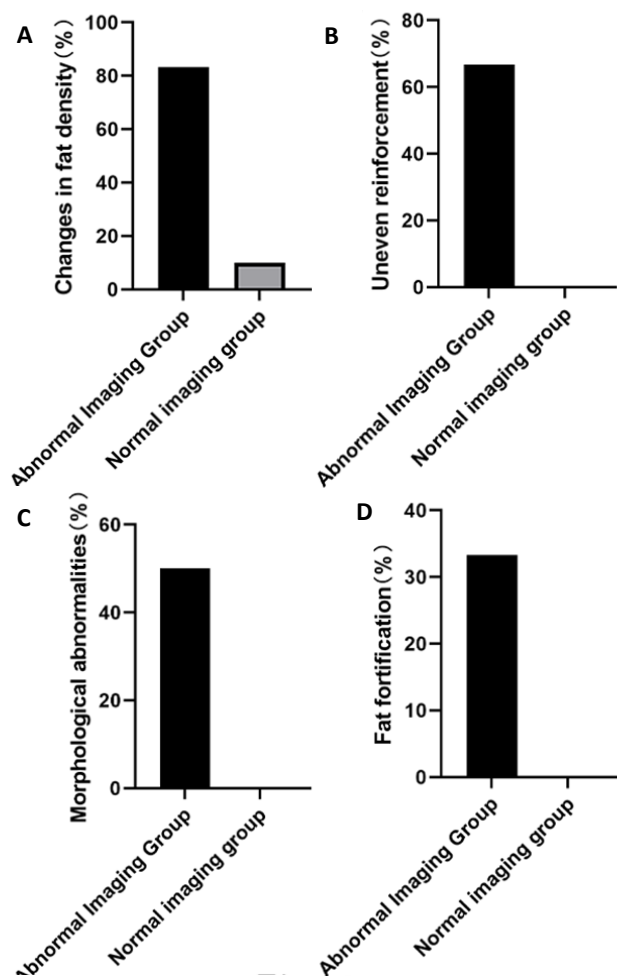 A
Changes in fat density(%)
100
80
60
40
20
0
Abnormal Imaging Group
Normal imaging group
B
Uneven reinforcement(%)
80
60
40
20
0
Abnormal Imaging Group
Normal imaging group
C
Morphological abnormalities(%)
60
40
20
0
Abnormal Imaging Group
Normal imaging group
D
Fat fortification(%)
40
30
20
10
0
Abnormal Imaging Group
Normal imaging group